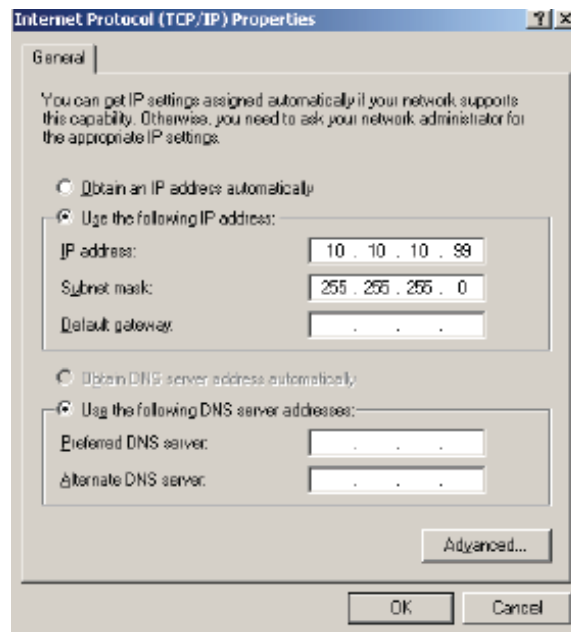 Internet Protocol (TCP/IP) Properties
General
You can get IP settings assigned automatically if your network supports
this capability. Otherwise, you need to ask your network administrator for
the appropriate IP settings.
Obtain an IP address automatically
Use the following IP address:
IP address: 10 . 10 . 10 . 99
Subnet mask: 255 . 255 . 255 . 0
Default gateway: . . .
Obtain DNS server address automatically
Use the following DNS server addresses:
Preferred DNS server: . . .
Alternate DNS server: . . .
Advanced...
OK Cancel